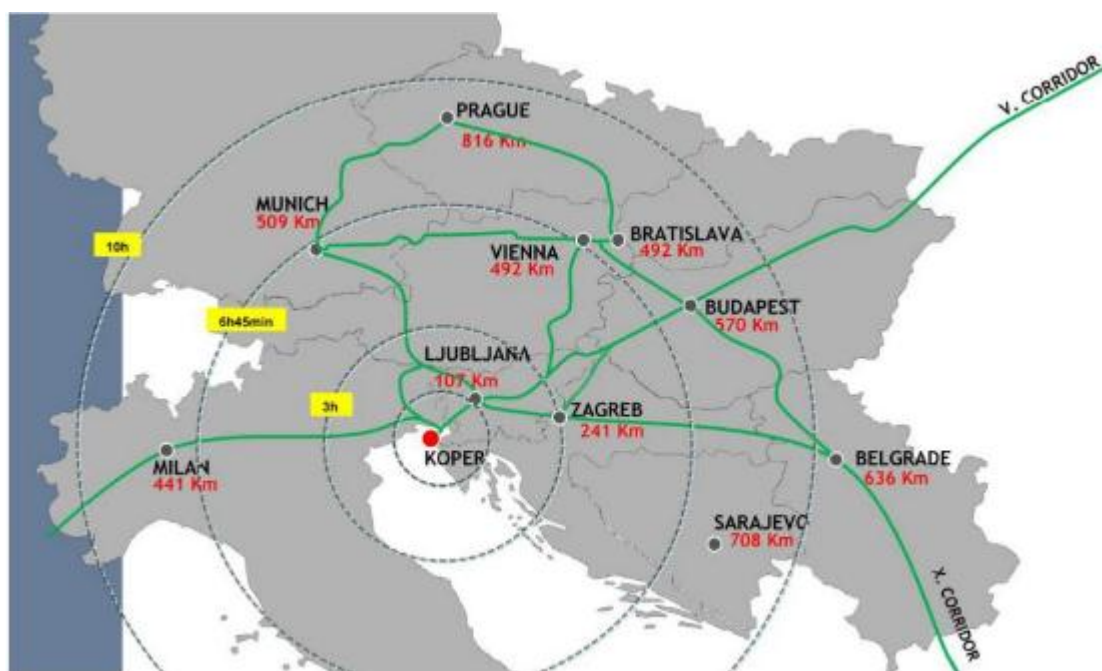 V. CORRIDOR
PRAGUE
816 Km
MUNICH
509 Km
10h
VIENNA
492 Km
BRATISLAVA
492 Km
BUDAPEST
570 Km
6h45min
LJUBLJANA
107 Km
3h
ZAGREB
241 Km
KOPER
MILAN
441 Km
BELGRADE
636 Km
SARAJEVO
708 Km
X. CORRIDOR